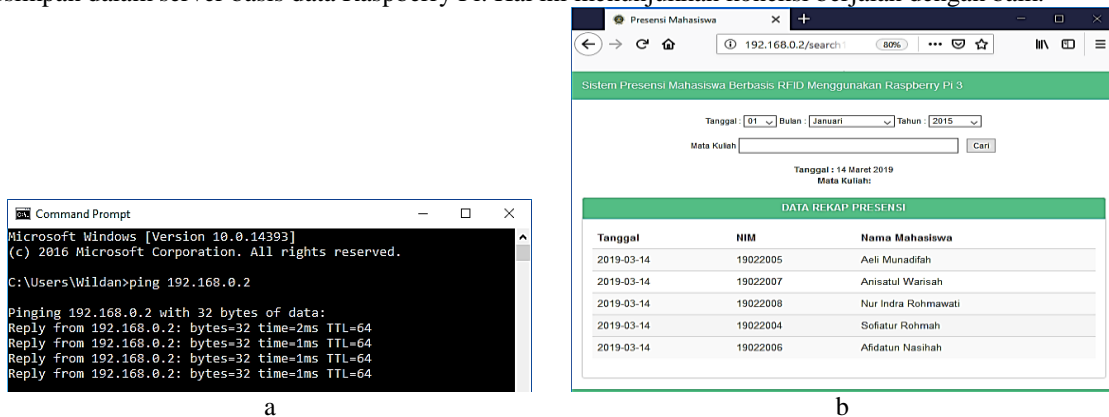 dalam server basis data Raspberry Pi.
Command Prompt
Microsoft Windows [Version 10.0.14393]
(c) 2016 Microsoft Corporation. All rights reserved.
C:\Users\Wildan>ping 192.168.0.2
Pinging 192.168.0.2 with 32 bytes of data:
Reply from 192.168.0.2: bytes=32 time=2ms TTL=64
Reply from 192.168.0.2: bytes=32 time=1ms TTL=64
Reply from 192.168.0.2: bytes=32 time=1ms TTL=64
Reply from 192.168.0.2: bytes=32 time=1ms TTL=64
a
Presensi Mahasiswa
192.168.0.2/search
80%
Sistem Presensi Mahasiswa Berbasis RFID Menggunakan Raspberry Pi 3
Tanggal : 01 Bulan : Januari Tahun : 2015
Mata Kuliah Cari
Tanggal : 14 Maret 2019
Mata Kuliah:
DATA REKAP PRESENSI
Tanggal NIM Nama Mahasiswa
2019-03-14 19022005 Aeli Munadifah
2019-03-14 19022007 Anisatul Warisah
2019-03-14 19022008 Nur Indra Rohmawati
2019-03-14 19022004 Sofiatur Rohmah
2019-03-14 19022006 Afidatun Nasihah
b